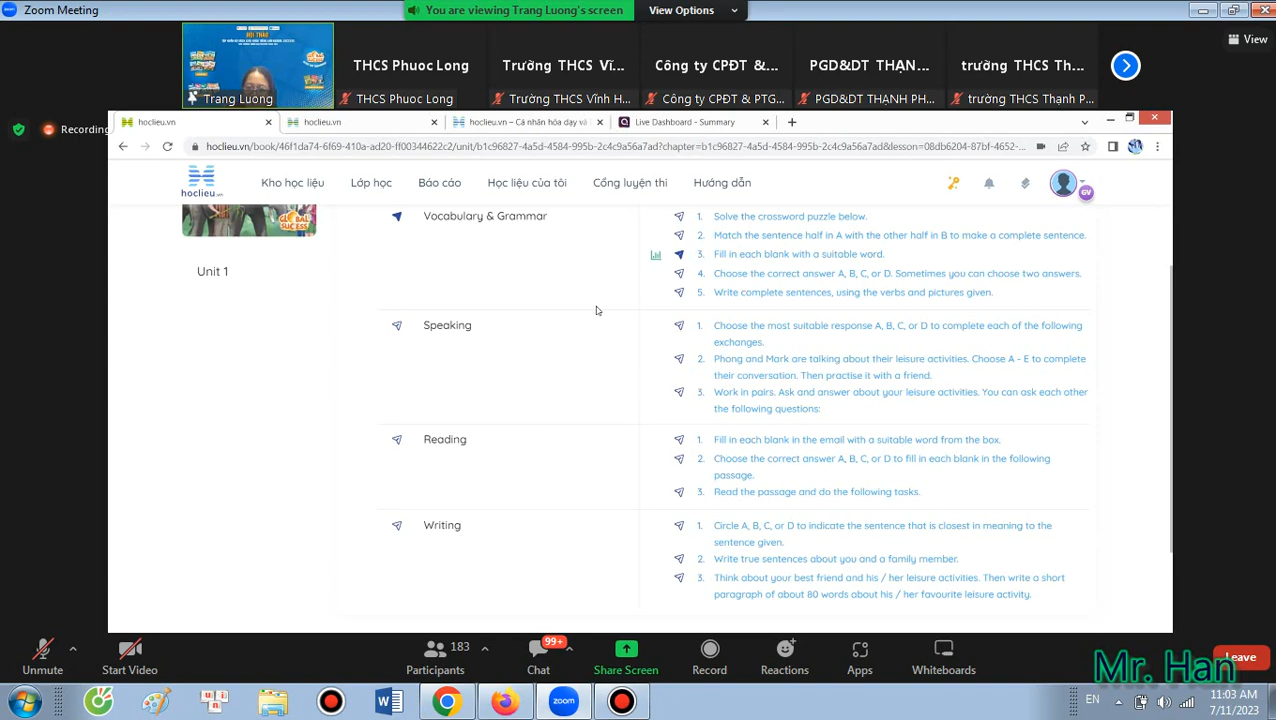 Zoom Meeting
You are viewing Trang Luong's screen
View Options
View
HỘI THẢO
THCS Phuoc Long
Trường THCS Vĩ...
Công ty CPĐT &...
PGD&DT THẠN...
trường THCS Th...
Trang Luong
THCS Phuoc Long
Trường THCS Vĩnh H...
Công ty CPĐT & PTG...
PGD&DT THẠNH PH...
trường THCS Thạnh P...
Recording
hoclieu.vn
hoclieu.vn
hoclieu.vn – Cá nhân hóa dạy và
Live Dashboard - Summary
hoclieu.vn/book/46f1da74-6f69-410a-ad20-ff00344622c2/unit/b1c96827-4a5d-4584-995b-2c4c9a56a7ad?chapter=b1c96827-4a5d-4584-995b-2c4c9a56a7ad&lesson=08db6204-87bf-4652-...
hoclieu.vn
Kho học liệu
Lớp học
Báo cáo
Học liệu của tôi
Cổng luyện thi
Hướng dẫn
GV
GLOBAL
SUCCESS
Unit 1
Vocabulary & Grammar
1. Solve the crossword puzzle below.
2. Match the sentence half in A with the other half in B to make a complete sentence.
3. Fill in each blank with a suitable word.
4. Choose the correct answer A, B, C, or D. Sometimes you can choose two answers.
5. Write complete sentences, using the verbs and pictures given.
Speaking
1. Choose the most suitable response A, B, C, or D to complete each of the following
exchanges.
2. Phong and Mark are talking about their leisure activities. Choose A - E to complete
their conversation. Then practise it with a friend.
3. Work in pairs. Ask and answer about your leisure activities. You can ask each other
the following questions:
Reading
1. Fill in each blank in the email with a suitable word from the box.
2. Choose the correct answer A, B, C, or D to fill in each blank in the following
passage.
3. Read the passage and do the following tasks.
Writing
1. Circle A, B, C, or D to indicate the sentence that is closest in meaning to the
sentence given.
2. Write true sentences about you and a family member.
3. Think about your best friend and his / her leisure activities. Then write a short
paragraph of about 80 words about his / her favourite leisure activity.
Unmute
Start Video
183
Participants
99+
Chat
Share Screen
Record
Reactions
Apps
Whiteboards
Leave
Mr. Han
u n
i
zoom
EN
11:03 AM
7/11/2023